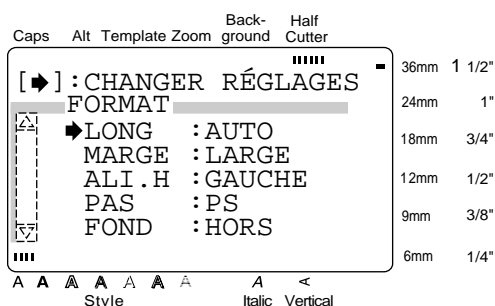 Caps Alt Template Zoom Back-ground Half Cutter
[➧]:CHANGER RÉGLAGES
FORMAT
➧LONG :AUTO
MARGE :LARGE
ALI.H :GAUCHE
PAS :PS
FOND :HORS
36mm 1 1/2"
24mm 1"
18mm 3/4"
12mm 1/2"
9mm 3/8"
6mm 1/4"
A A A A A A A A A
Style Italic Vertical